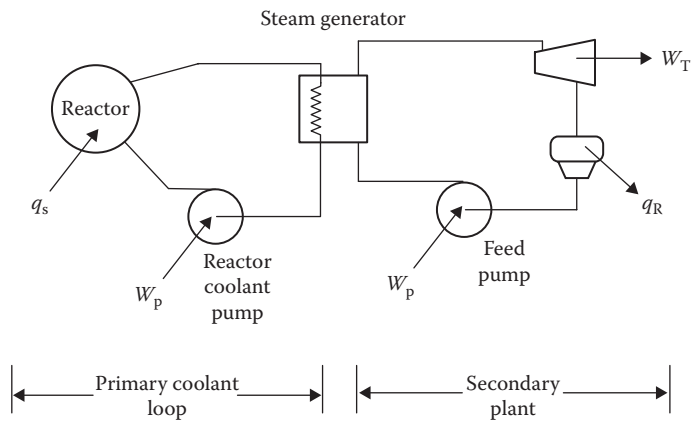 Steam generator
Reactor
W_T
q_s
q_R
W_p
Reactor
coolant
pump
W_p
Feed
pump
Primary coolant
loop
Secondary
plant